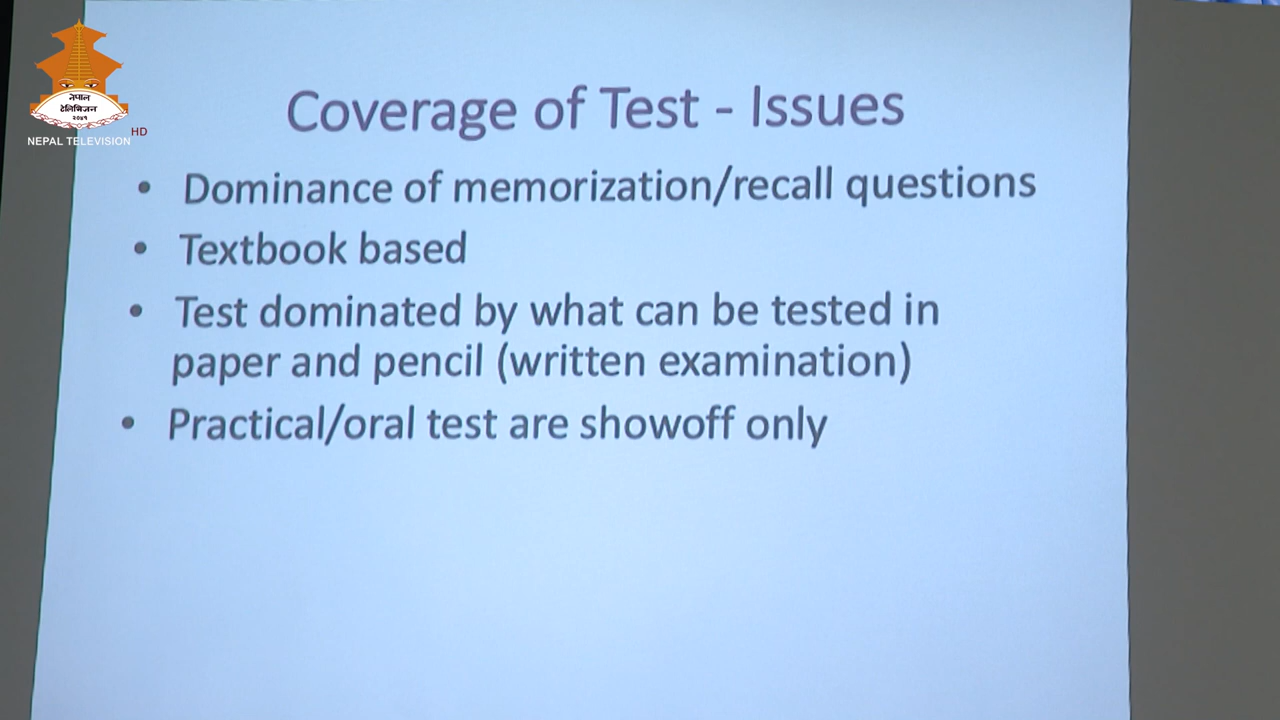 नेपाल
टेलिभिजन
२०४१
HD
NEPAL TELEVISION
Coverage of Test - Issues
• Dominance of memorization/recall questions
• Textbook based
• Test dominated by what can be tested in
paper and pencil (written examination)
• Practical/oral test are showoff only